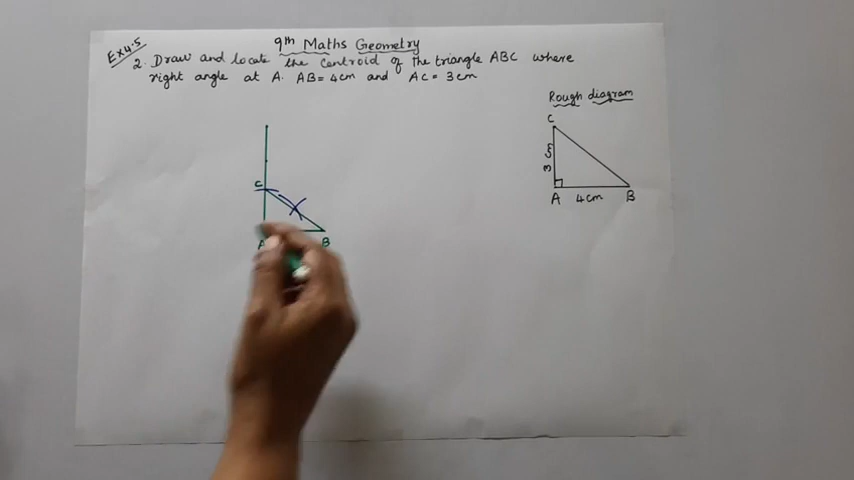 9th Maths Geometry
Ex 4.5
2. Draw and locate the centroid of the triangle ABC where
right angle at A. AB = 4cm and AC = 3cm
Rough diagram
C
3 cm
A 4cm B
C
A B